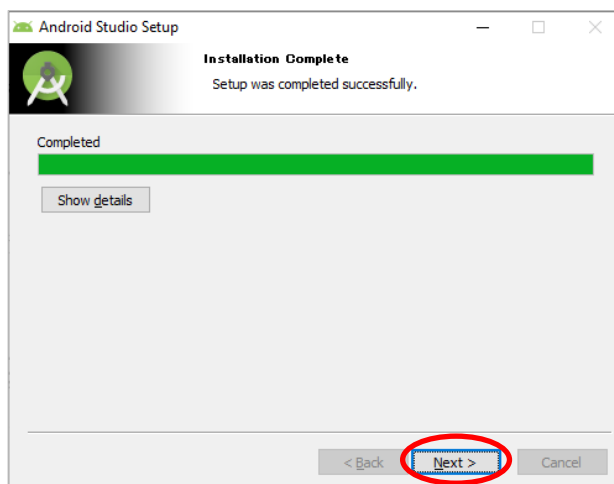 Android Studio Setup
Installation Complete
Setup was completed successfully.
Completed
Show details
< Back Next > Cancel